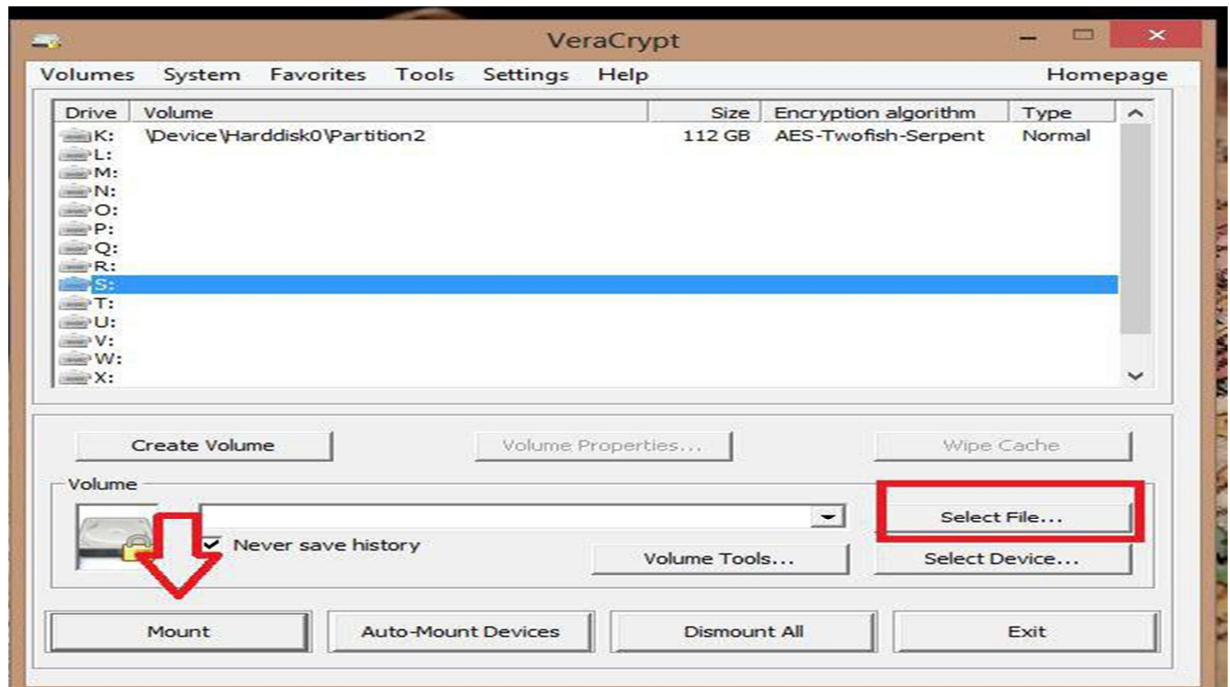 VeraCrypt
Volumes System Favorites Tools Settings Help Homepage
Drive Volume Size Encryption algorithm Type
K: \Device\Harddisk0\Partition2 112 GB AES-Twofish-Serpent Normal
L:
M:
N:
O:
P:
Q:
R:
S:
T:
U:
V:
W:
X:
Create Volume Volume Properties... Wipe Cache
Volume
Select File...
Never save history
Volume Tools... Select Device...
Mount Auto-Mount Devices Dismount All Exit